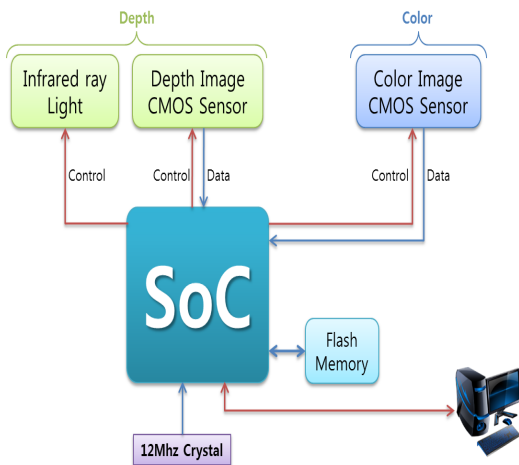 Depth
Color
Infrared ray
Light
Depth Image
CMOS Sensor
Color Image
CMOS Sensor
Control
Control
Data
Control
Data
SoC
Flash
Memory
12Mhz Crystal